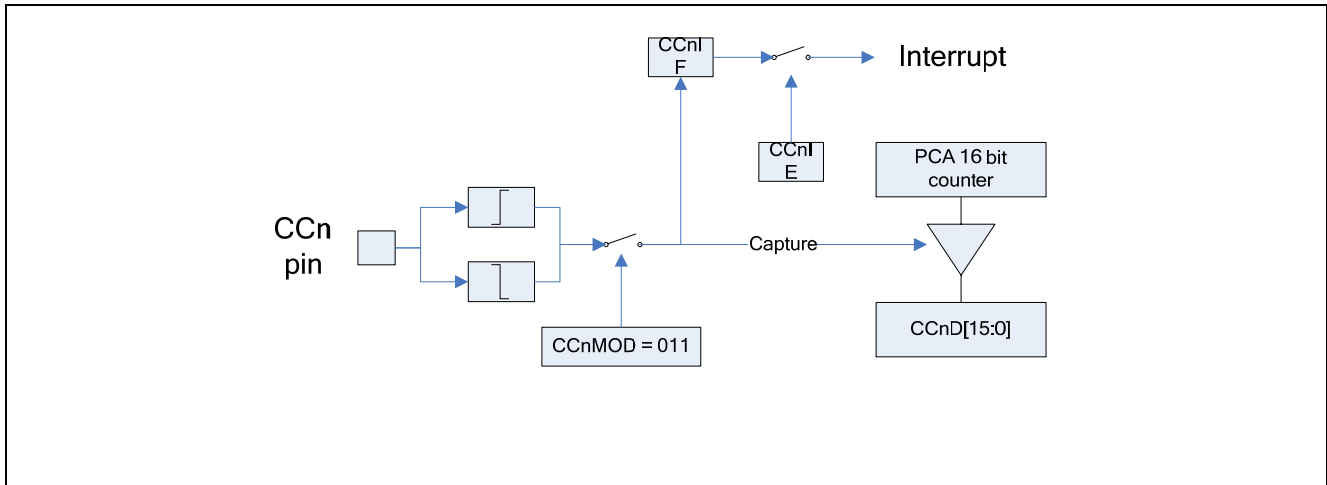 CCnI
F
Interrupt
CCnI
E
PCA 16 bit
counter
CCn
pin
Capture
CCnMOD = 011
CCnD[15:0]